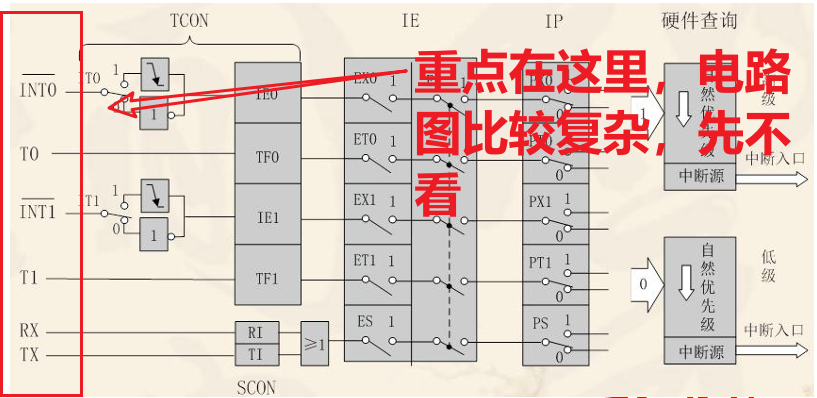 TCON IE IP 硬件查询
INT0
IT0
1
0
1
IE0
EX0 1
1
T0
TF0
ET0 1
0
INT1
IT1
1
0
1
IE1
EX1 1
PX1 1
0
T1
TF1
ET1 1
PT1 1
0
RX
TX
RI
TI
≥1
ES 1
PS 1
0
SCON
重点在这里，电路
图比较复杂，先不
看
自然优先级
级
中断入口
中断源
0
自然优先级
低级
中断入口
中断源